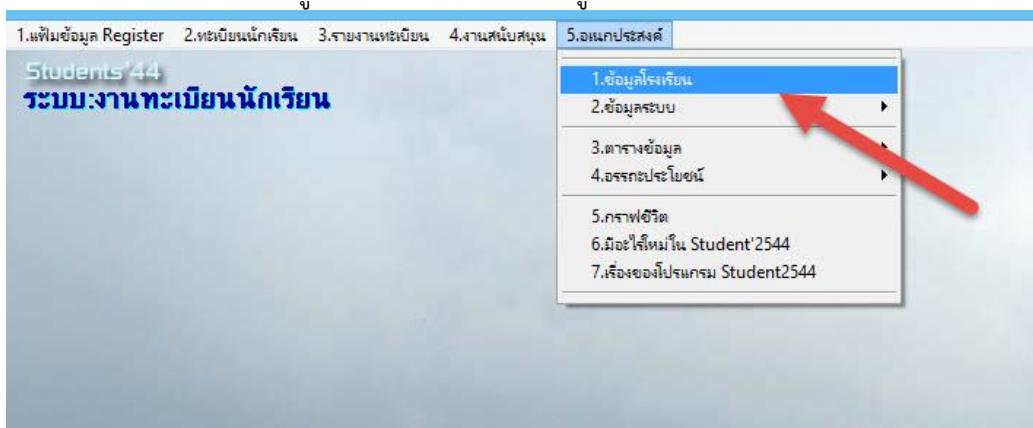 1.แฟ้มข้อมูล Register 2.ทะเบียนนักเรียน 3.รายงานทะเบียน 4.งานสนับสนุน 5.อเนกประสงค์
Students'44
ระบบ:งานทะเบียนนักเรียน
1.ข้อมูลโรงเรียน
2.ข้อมูลระบบ
3.ตารางข้อมูล
4.อรรถะประโยชน์
5.กราฟชีวิต
6.มีอะไรใหม่ใน Student'2544
7.เรื่องของโปรแกรม Student2544